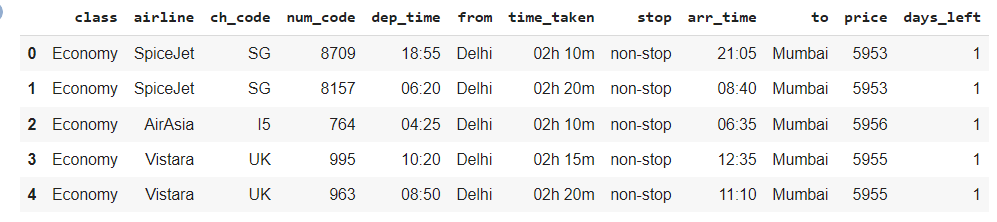 class airline ch_code num_code dep_time from time_taken stop arr_time to price days_left
0 Economy SpiceJet SG 8709 18:55 Delhi 02h 10m non-stop 21:05 Mumbai 5953 1
1 Economy SpiceJet SG 8157 06:20 Delhi 02h 20m non-stop 08:40 Mumbai 5953 1
2 Economy AirAsia I5 764 04:25 Delhi 02h 10m non-stop 06:35 Mumbai 5956 1
3 Economy Vistara UK 995 10:20 Delhi 02h 15m non-stop 12:35 Mumbai 5955 1
4 Economy Vistara UK 963 08:50 Delhi 02h 20m non-stop 11:10 Mumbai 5955 1